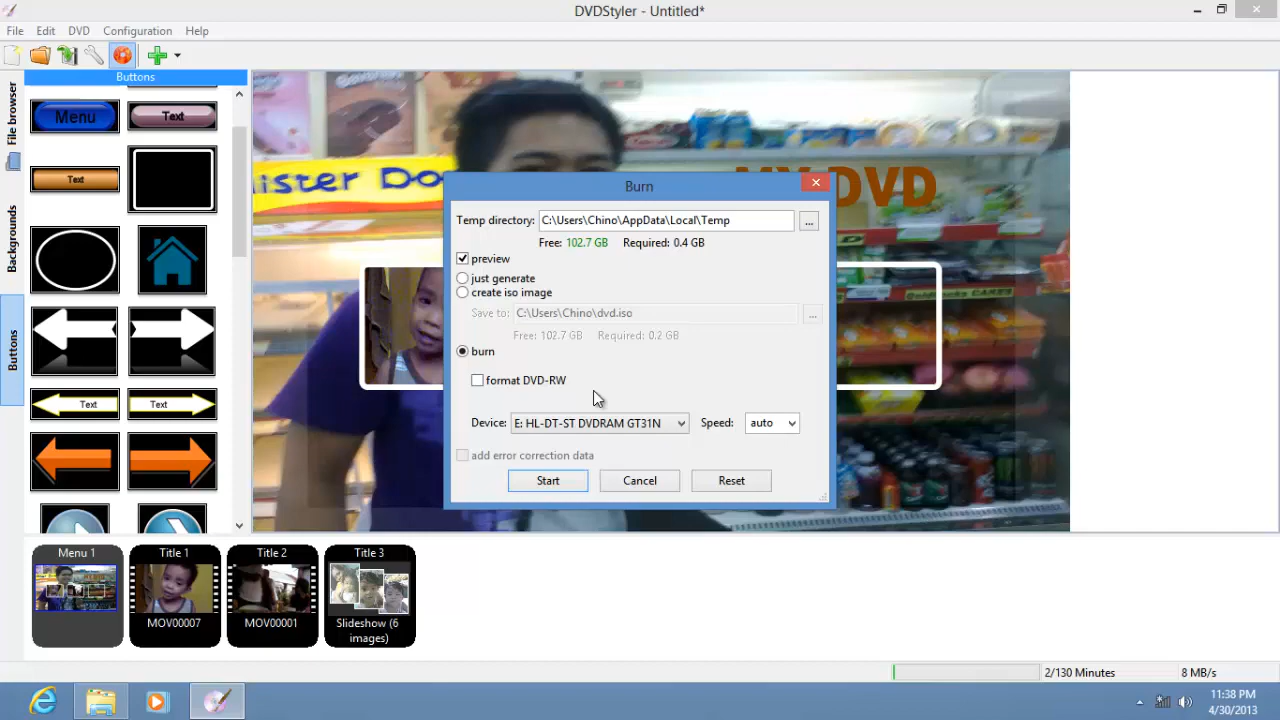 DVDStyler - Untitled*
File Edit DVD Configuration Help
Buttons
File browser
Backgrounds
Buttons
Menu
Text
Text
Text
Text
ister Do
MY DVD
Burn
Temp directory: C:\Users\Chino\AppData\Local\Temp ...
Free: 102.7 GB Required: 0.4 GB
preview
just generate
create iso image
Save to: C:\Users\Chino\dvd.iso ...
Free: 102.7 GB Required: 0.2 GB
burn
format DVD-RW
Device: E: HL-DT-ST DVDRAM GT31N Speed: auto
add error correction data
Start Cancel Reset
Menu 1
Title 1
MOV00007
Title 2
MOV00001
Title 3
Slideshow (6
images)
2/130 Minutes 8 MB/s
11:38 PM
4/30/2013